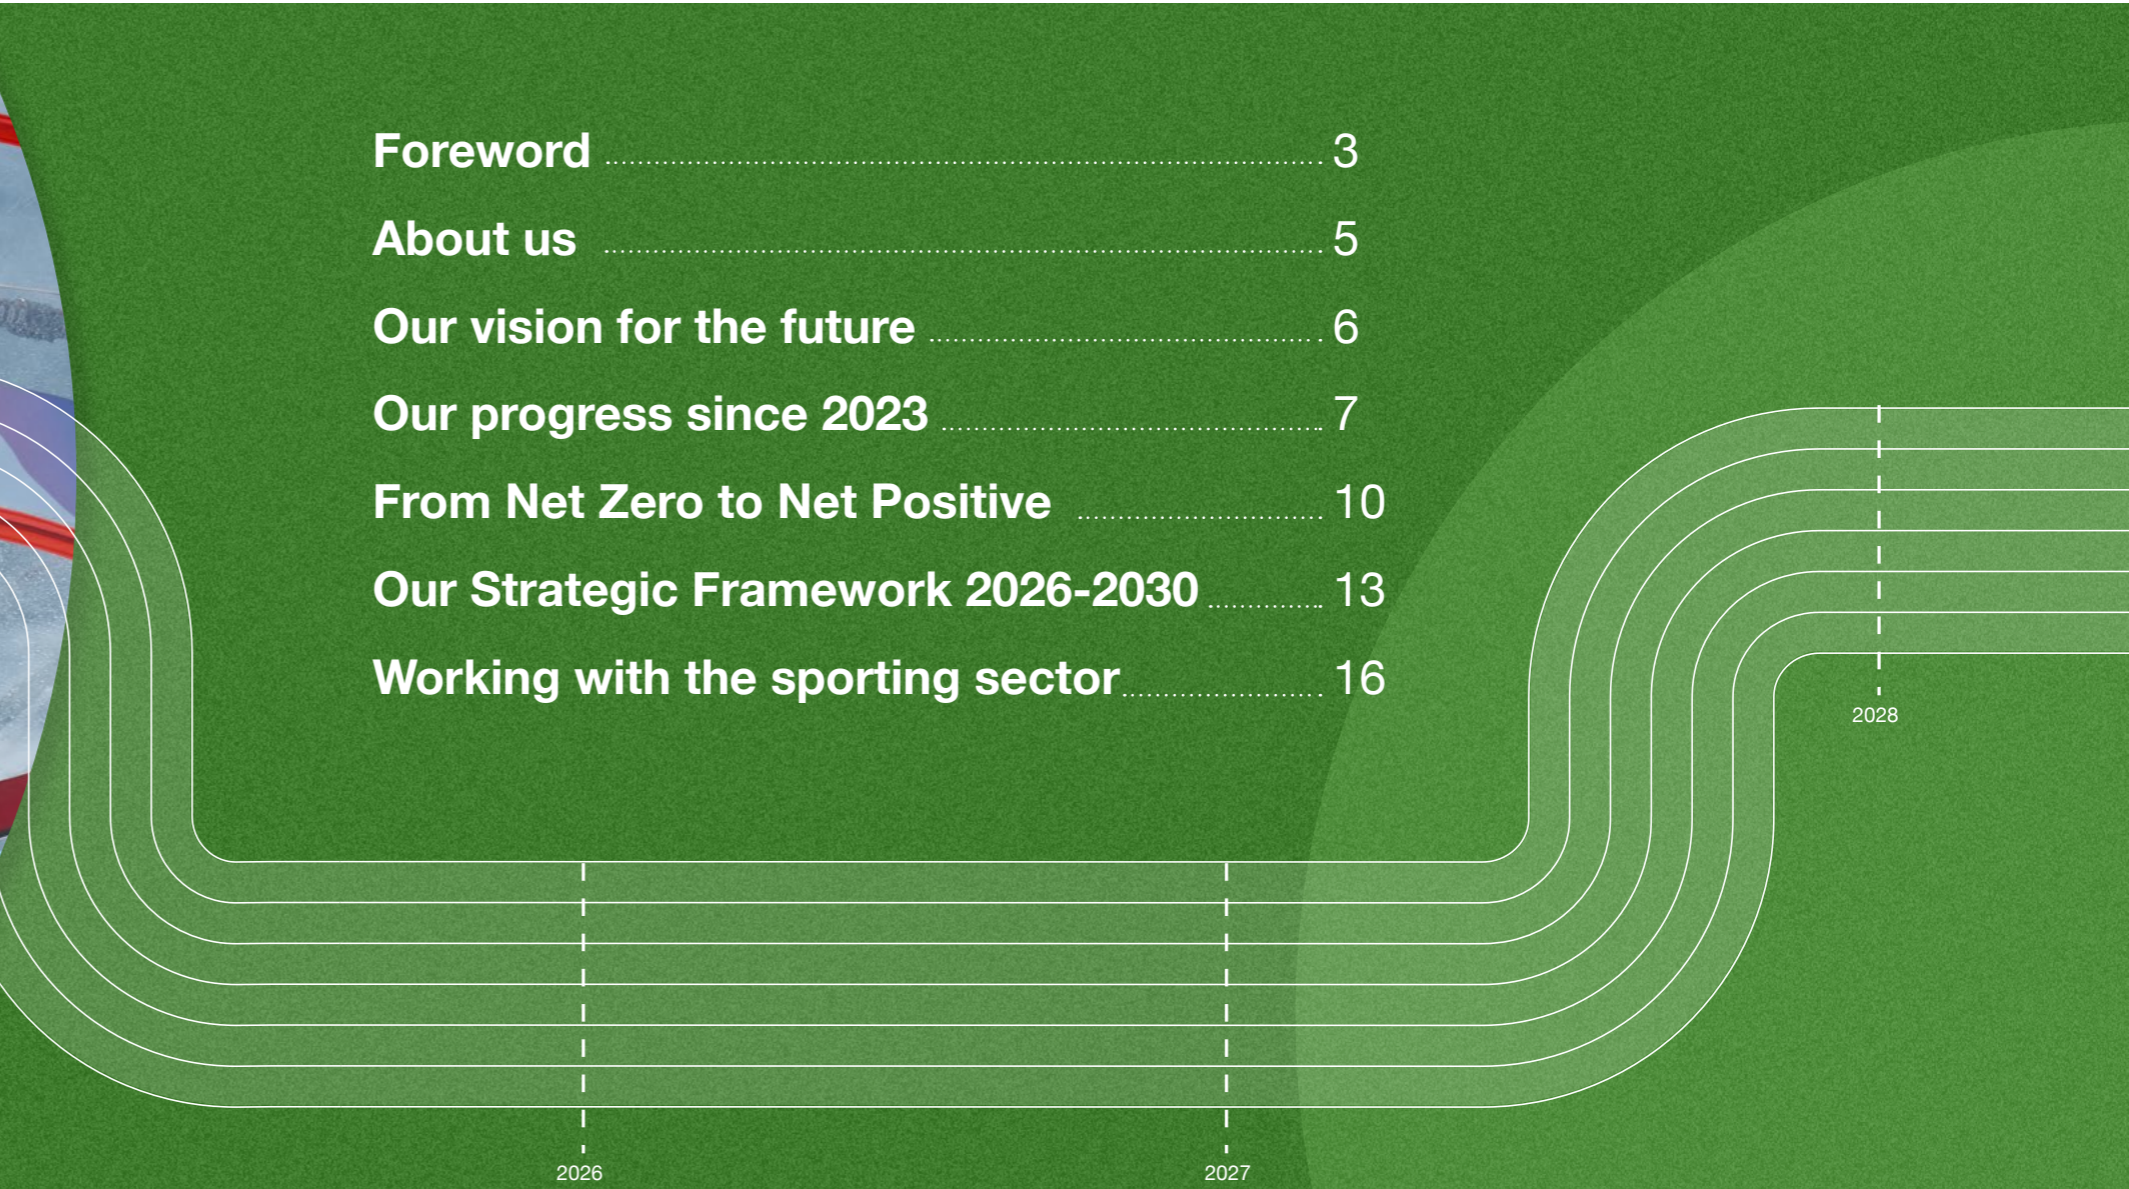 Foreword 3
About us 5
Our vision for the future 6
Our progress since 2023 7
From Net Zero to Net Positive 10
Our Strategic Framework 2026-2030 13
Working with the sporting sector 16
2028
2026
2027